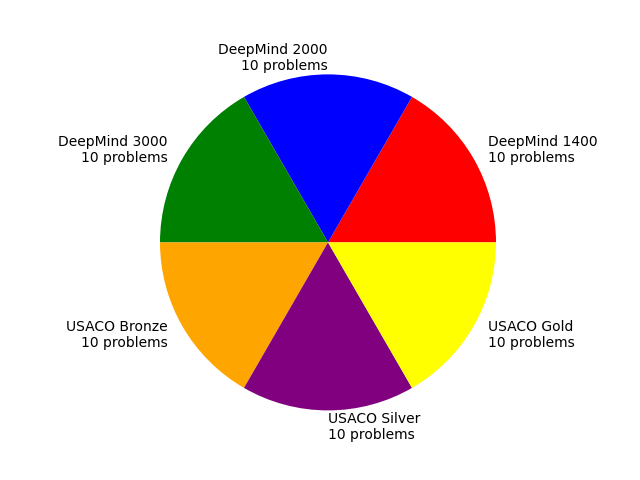 DeepMind 2000
10 problems
DeepMind 3000
10 problems
DeepMind 1400
10 problems
USACO Bronze
10 problems
USACO Gold
10 problems
USACO Silver
10 problems